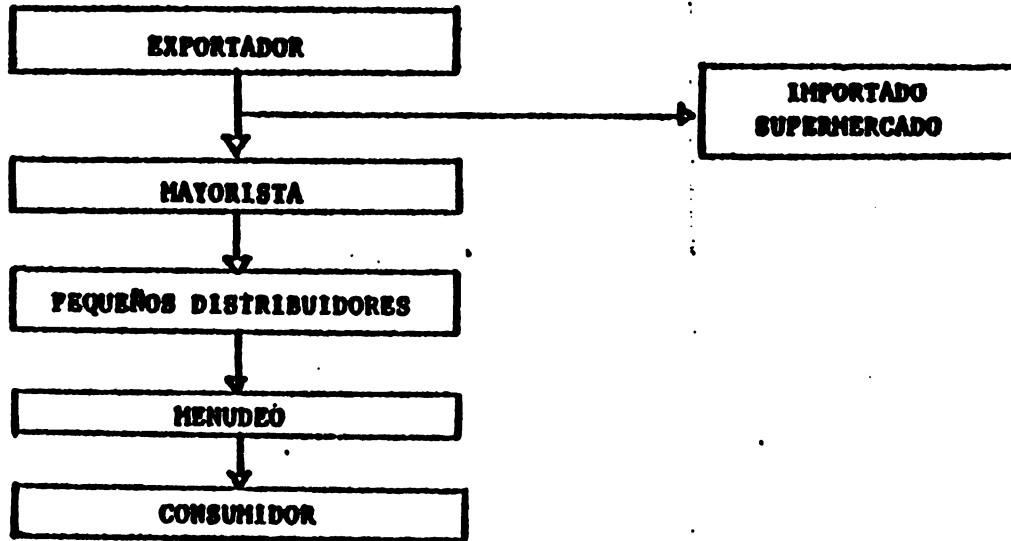 EXPORTADOR
IMPORTADO
SUPERMERCADO
MAYORISTA
PEQUEÑOS DISTRIBUIDORES
MENUDEO
CONSUMIDOR